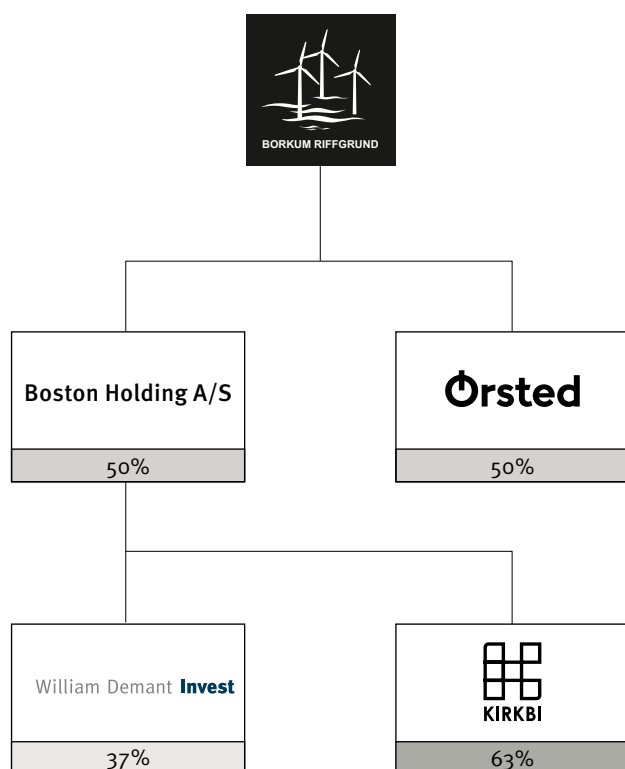 BORKUM RIFFGRUND
Boston Holding A/S
Ørsted
50%
50%
William Demant Invest
KIRKBI
37%
63%